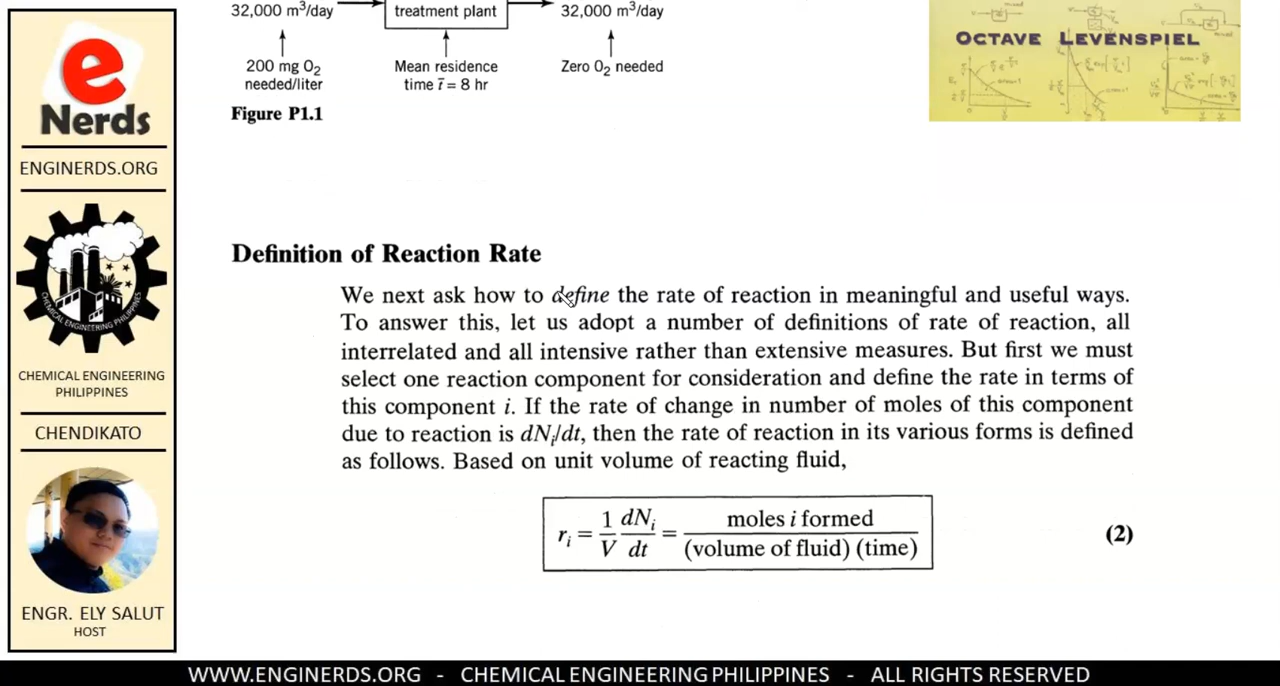 e
Nerds
ENGINERDS.ORG
CHEMICAL ENGINEERING PHILIPPINES
CHEMICAL ENGINEERING
PHILIPPINES
CHENDIKATO
ENGR. ELY SALUT
HOST
32,000 m³/day
treatment plant
32,000 m³/day
200 mg O₂
needed/liter
Mean residence
time t̄ = 8 hr
Zero O₂ needed
Figure P1.1
OCTAVE LEVENSPIEL
Definition of Reaction Rate
We next ask how to define the rate of reaction in meaningful and useful ways.
To answer this, let us adopt a number of definitions of rate of reaction, all
interrelated and all intensive rather than extensive measures. But first we must
select one reaction component for consideration and define the rate in terms of
this component i. If the rate of change in number of moles of this component
due to reaction is dNᵢ/dt, then the rate of reaction in its various forms is defined
as follows. Based on unit volume of reacting fluid,
rᵢ = 1/V dNᵢ/dt = moles i formed / (volume of fluid) (time)
(2)
WWW.ENGINERDS.ORG - CHEMICAL ENGINEERING PHILIPPINES - ALL RIGHTS RESERVED